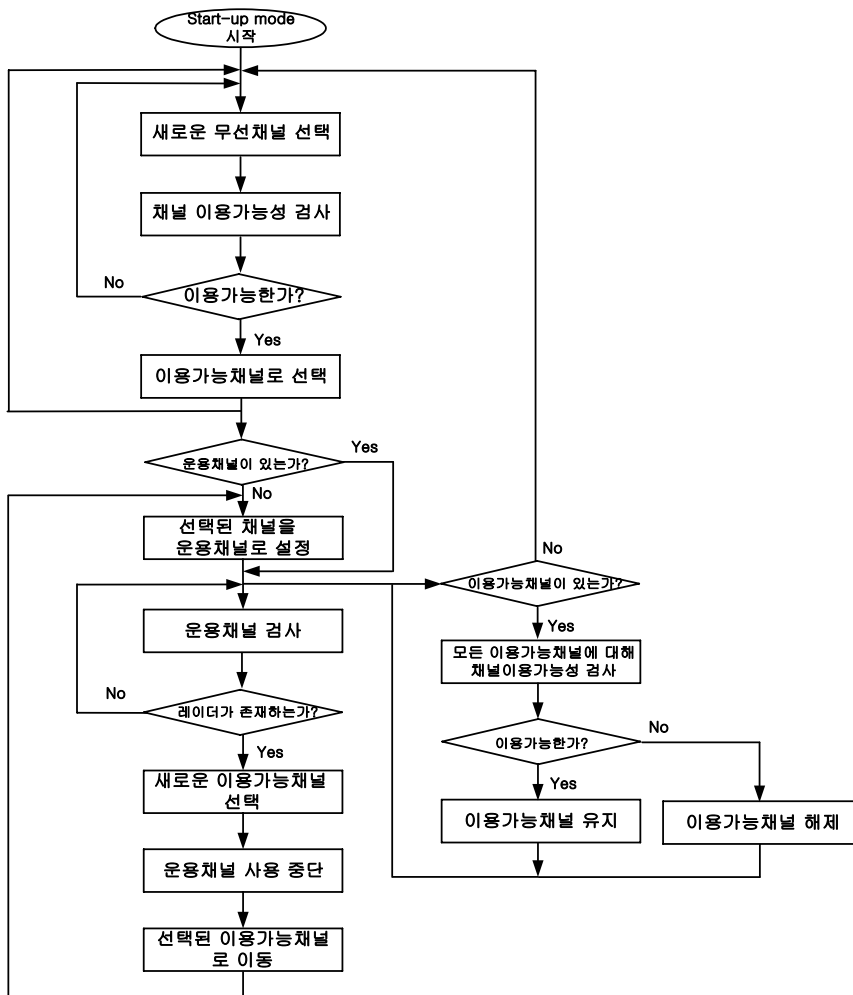 Start-up mode
시작
새로운 무선채널 선택
채널 이용가능성 검사
No
이용가능한가?
Yes
이용가능채널로 선택
운용채널이 있는가?
Yes
No
선택된 채널을
운용채널로 설정
No
이용가능채널이 있는가?
Yes
운용채널 검사
모든 이용가능채널에 대해
채널이용가능성 검사
No
레이더가 존재하는가?
Yes
이용가능한가?
No
Yes
새로운 이용가능채널
선택
이용가능채널 유지
이용가능채널 해제
운용채널 사용 중단
선택된 이용가능채널
로 이동